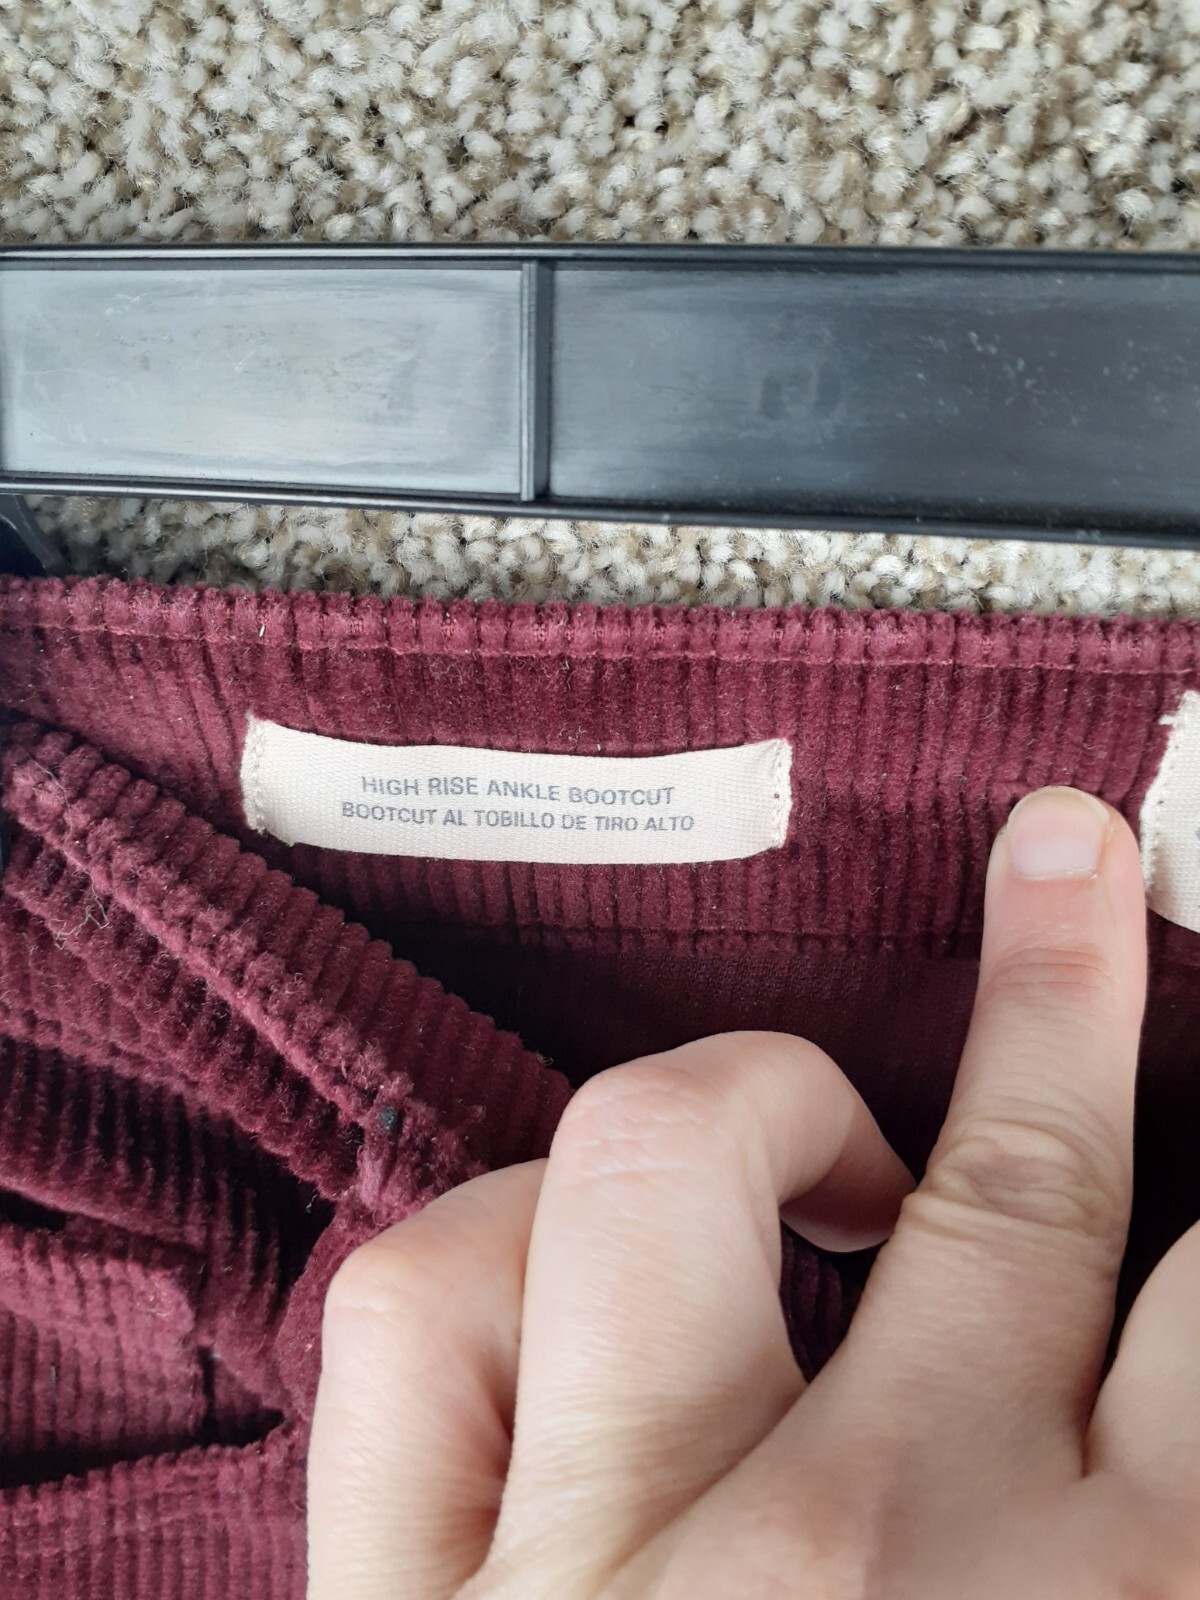 HIGH RISE ANKLE BOOTCUT
BOOTCUT AL TOBILLO DE TIRO ALTO